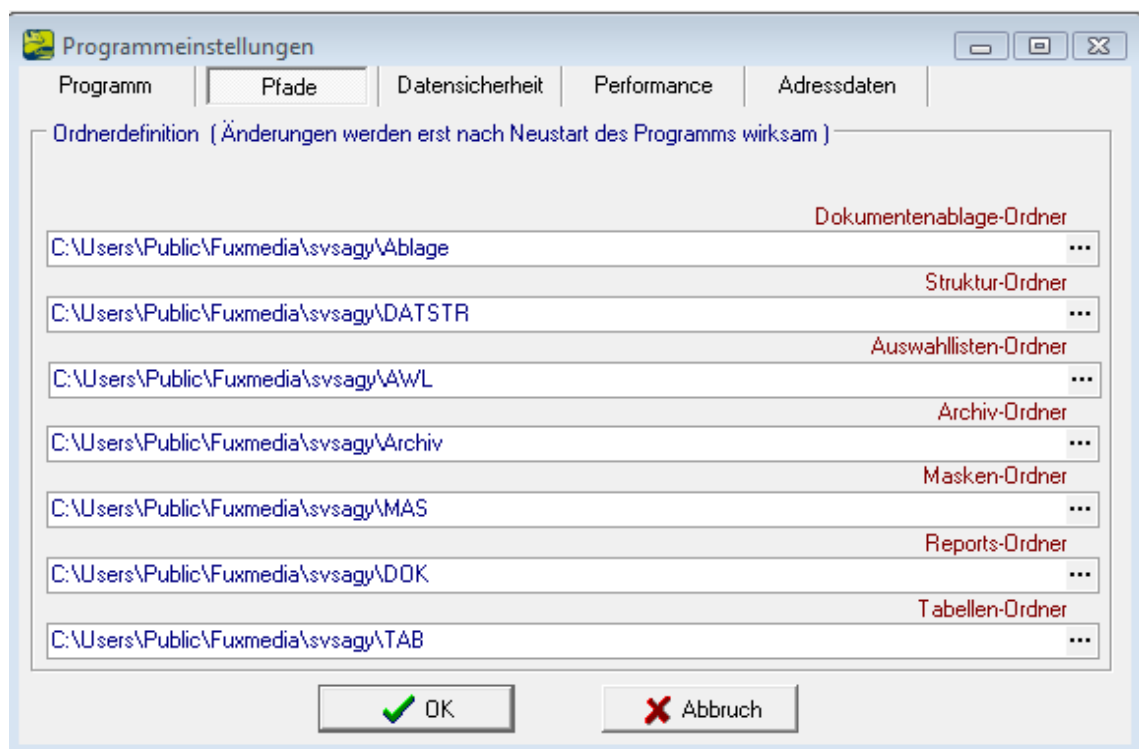 Programmeinstellungen
Programm Pfade Datensicherheit Performance Adressdaten
Ordnerdefinition ( Änderungen werden erst nach Neustart des Programms wirksam )
Dokumentenablage-Ordner
C:\Users\Public\Fuxmedia\svsagy\Ablage ...
Struktur-Ordner
C:\Users\Public\Fuxmedia\svsagy\DATSTR ...
Auswahllisten-Ordner
C:\Users\Public\Fuxmedia\svsagy\AWL ...
Archiv-Ordner
C:\Users\Public\Fuxmedia\svsagy\Archiv ...
Masken-Ordner
C:\Users\Public\Fuxmedia\svsagy\MAS ...
Reports-Ordner
C:\Users\Public\Fuxmedia\svsagy\DOK ...
Tabellen-Ordner
C:\Users\Public\Fuxmedia\svsagy\TAB ...
OK Abbruch